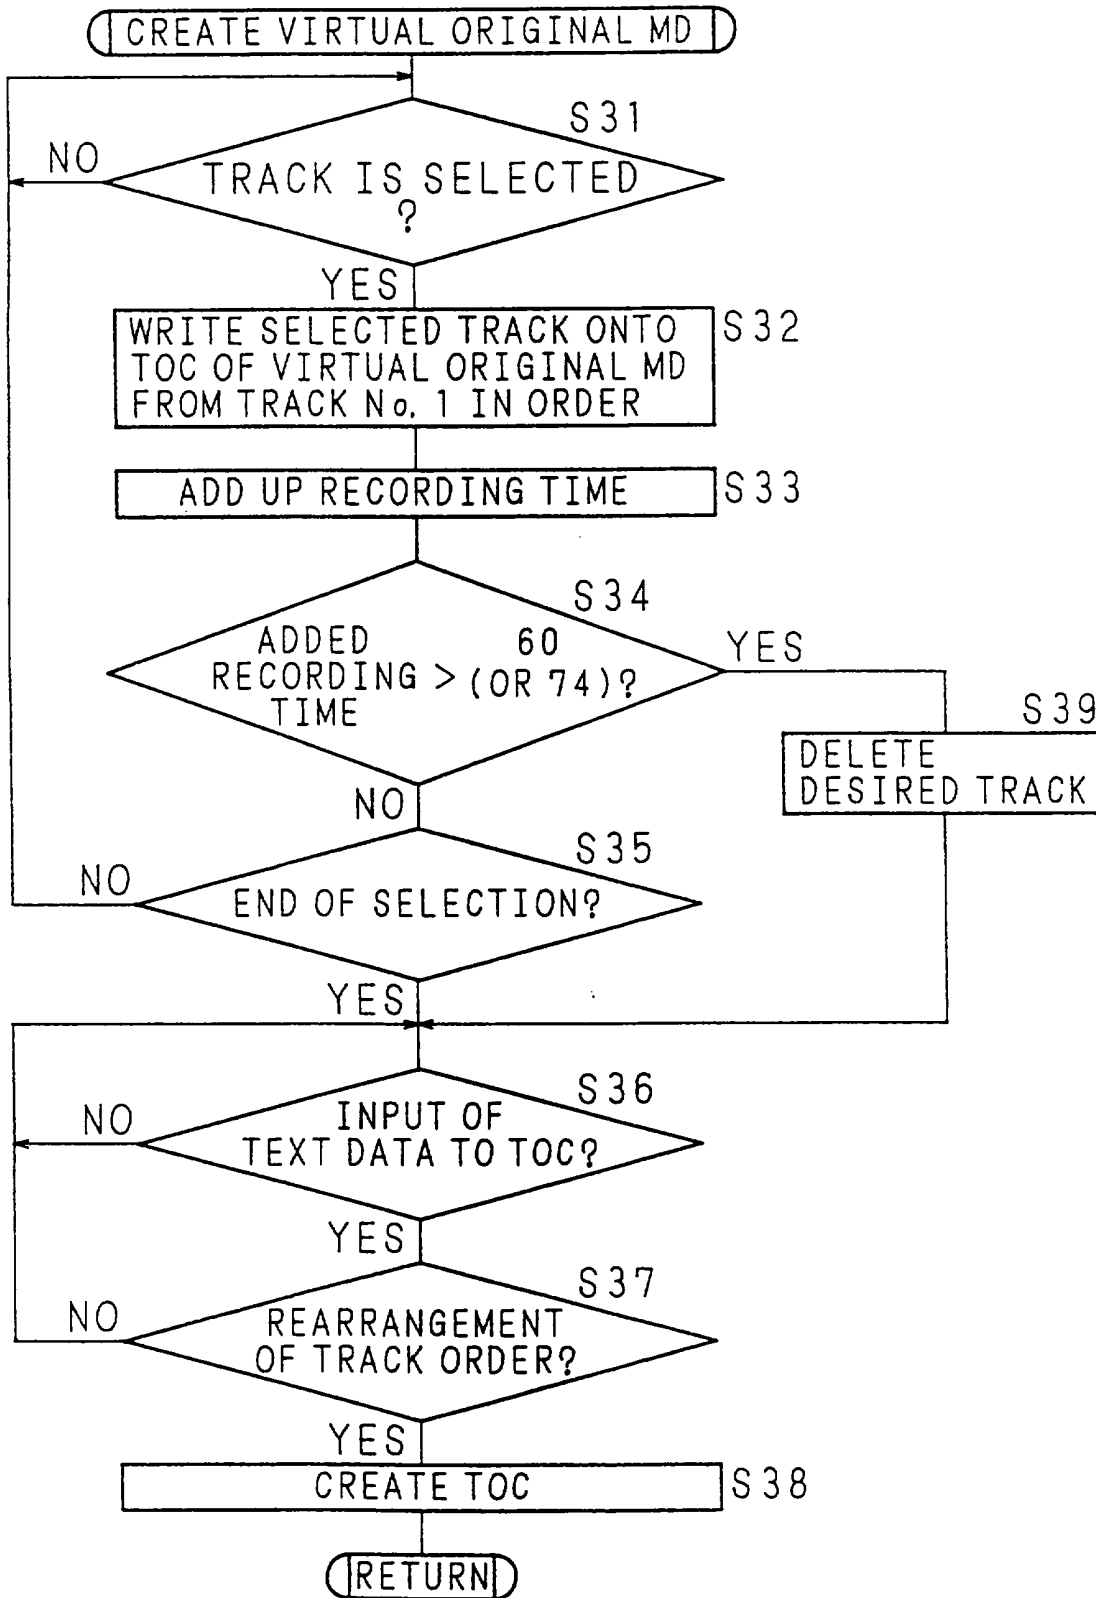 CREATE VIRTUAL ORIGINAL MD
S31
NO
TRACK IS SELECTED
?
YES
WRITE SELECTED TRACK ONTO
TOC OF VIRTUAL ORIGINAL MD
FROM TRACK No. 1 IN ORDER
S32
ADD UP RECORDING TIME
S33
S34
ADDED
RECORDING
TIME
>
60
(OR 74)?
YES
S39
DELETE
DESIRED TRACK
NO
S35
NO
END OF SELECTION?
YES
S36
NO
INPUT OF
TEXT DATA TO TOC?
YES
S37
NO
REARRANGEMENT
OF TRACK ORDER?
YES
CREATE TOC
S38
RETURN